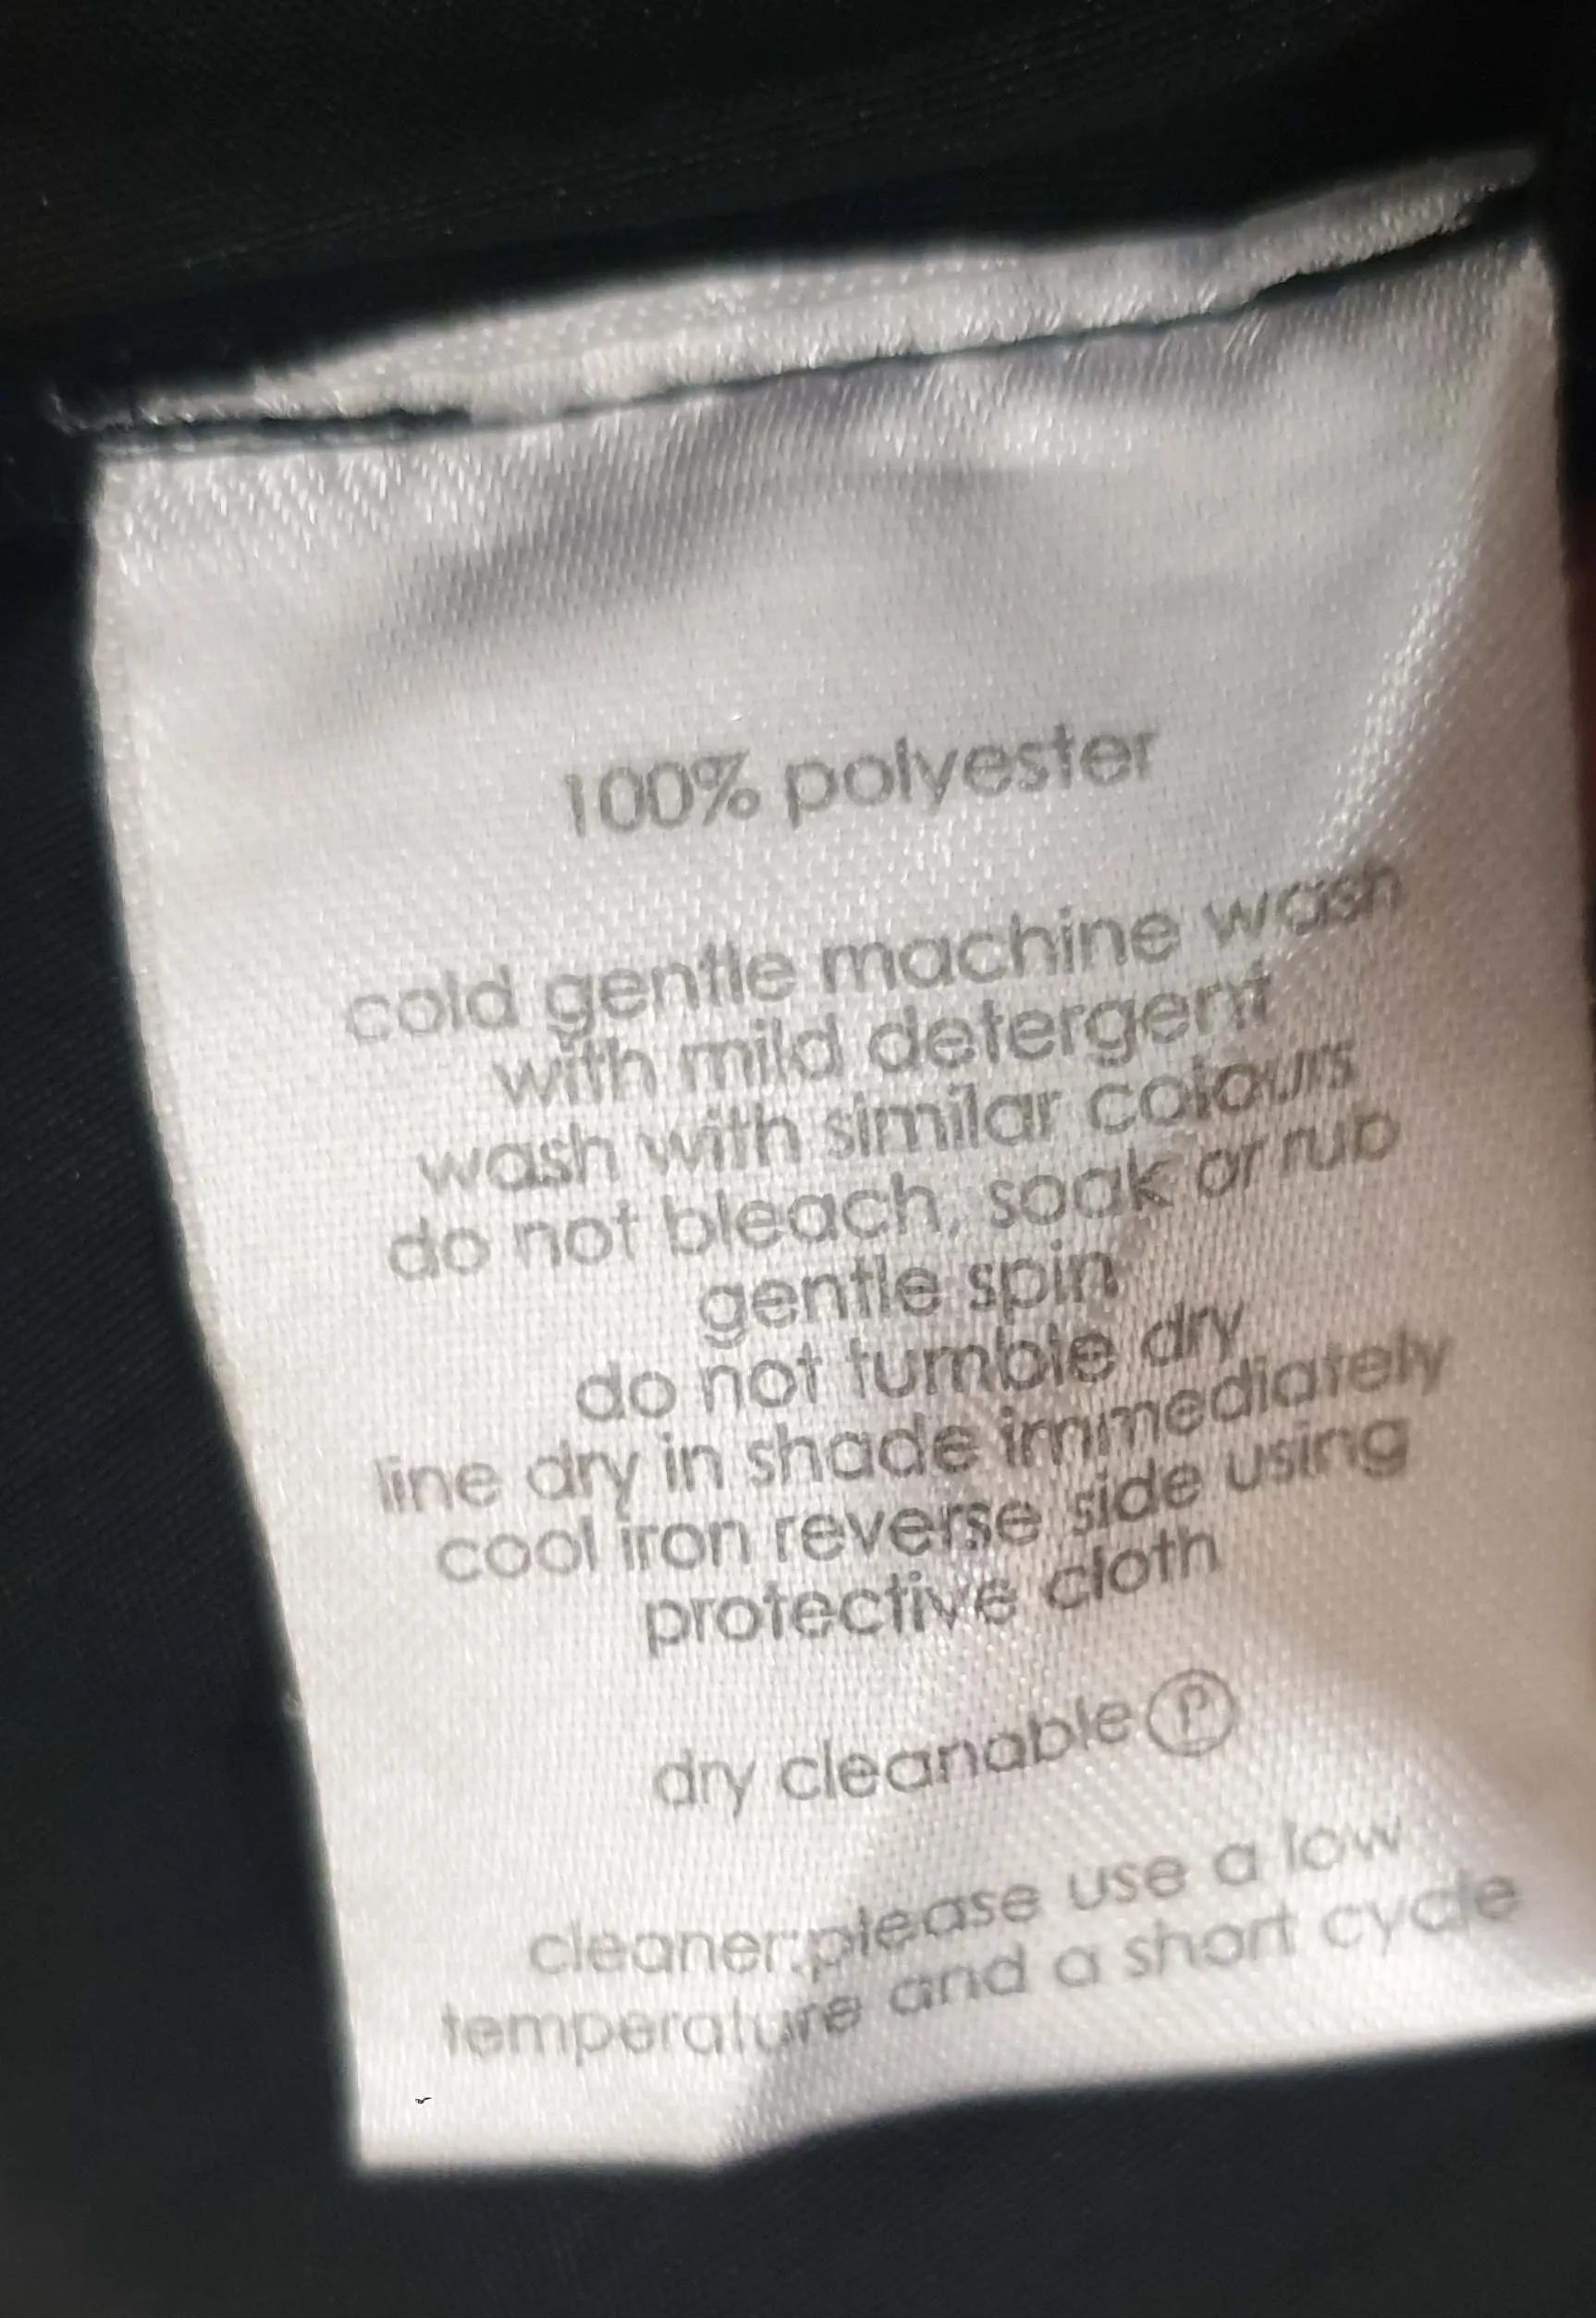 100% polyester
cold gentle machine wash
with mild detergent
wash with similar colours
do not bleach, soak or rub
gentle spin
do not tumble dry
line dry in shade immediately
cool iron reverse side using
protective cloth
dry cleanable Ⓟ
cleaner:please use a low
temperature and a short cycle